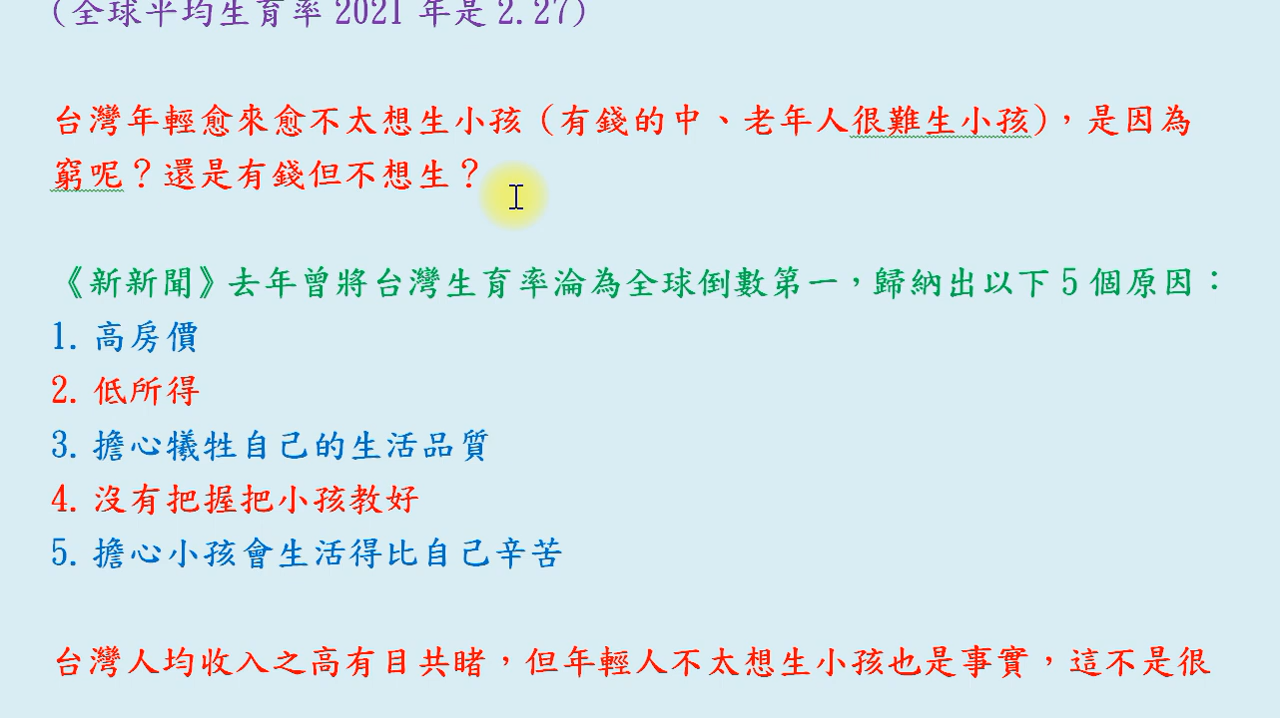 (全球平均生育率 2021 年是 2.27)
台灣年輕愈來愈不太想生小孩 (有錢的中、老年人很難生小孩)，是因為
窮呢？還是有錢但不想生？
《新新聞》去年曾將台灣生育率淪為全球倒數第一，歸納出以下 5 個原因：
1. 高房價
2. 低所得
3. 擔心犧牲自己的生活品質
4. 沒有把握把小孩教好
5. 擔心小孩會生活得比自己辛苦
台灣人均收入之高有目共睹，但年輕人不太想生小孩也是事實，這不是很